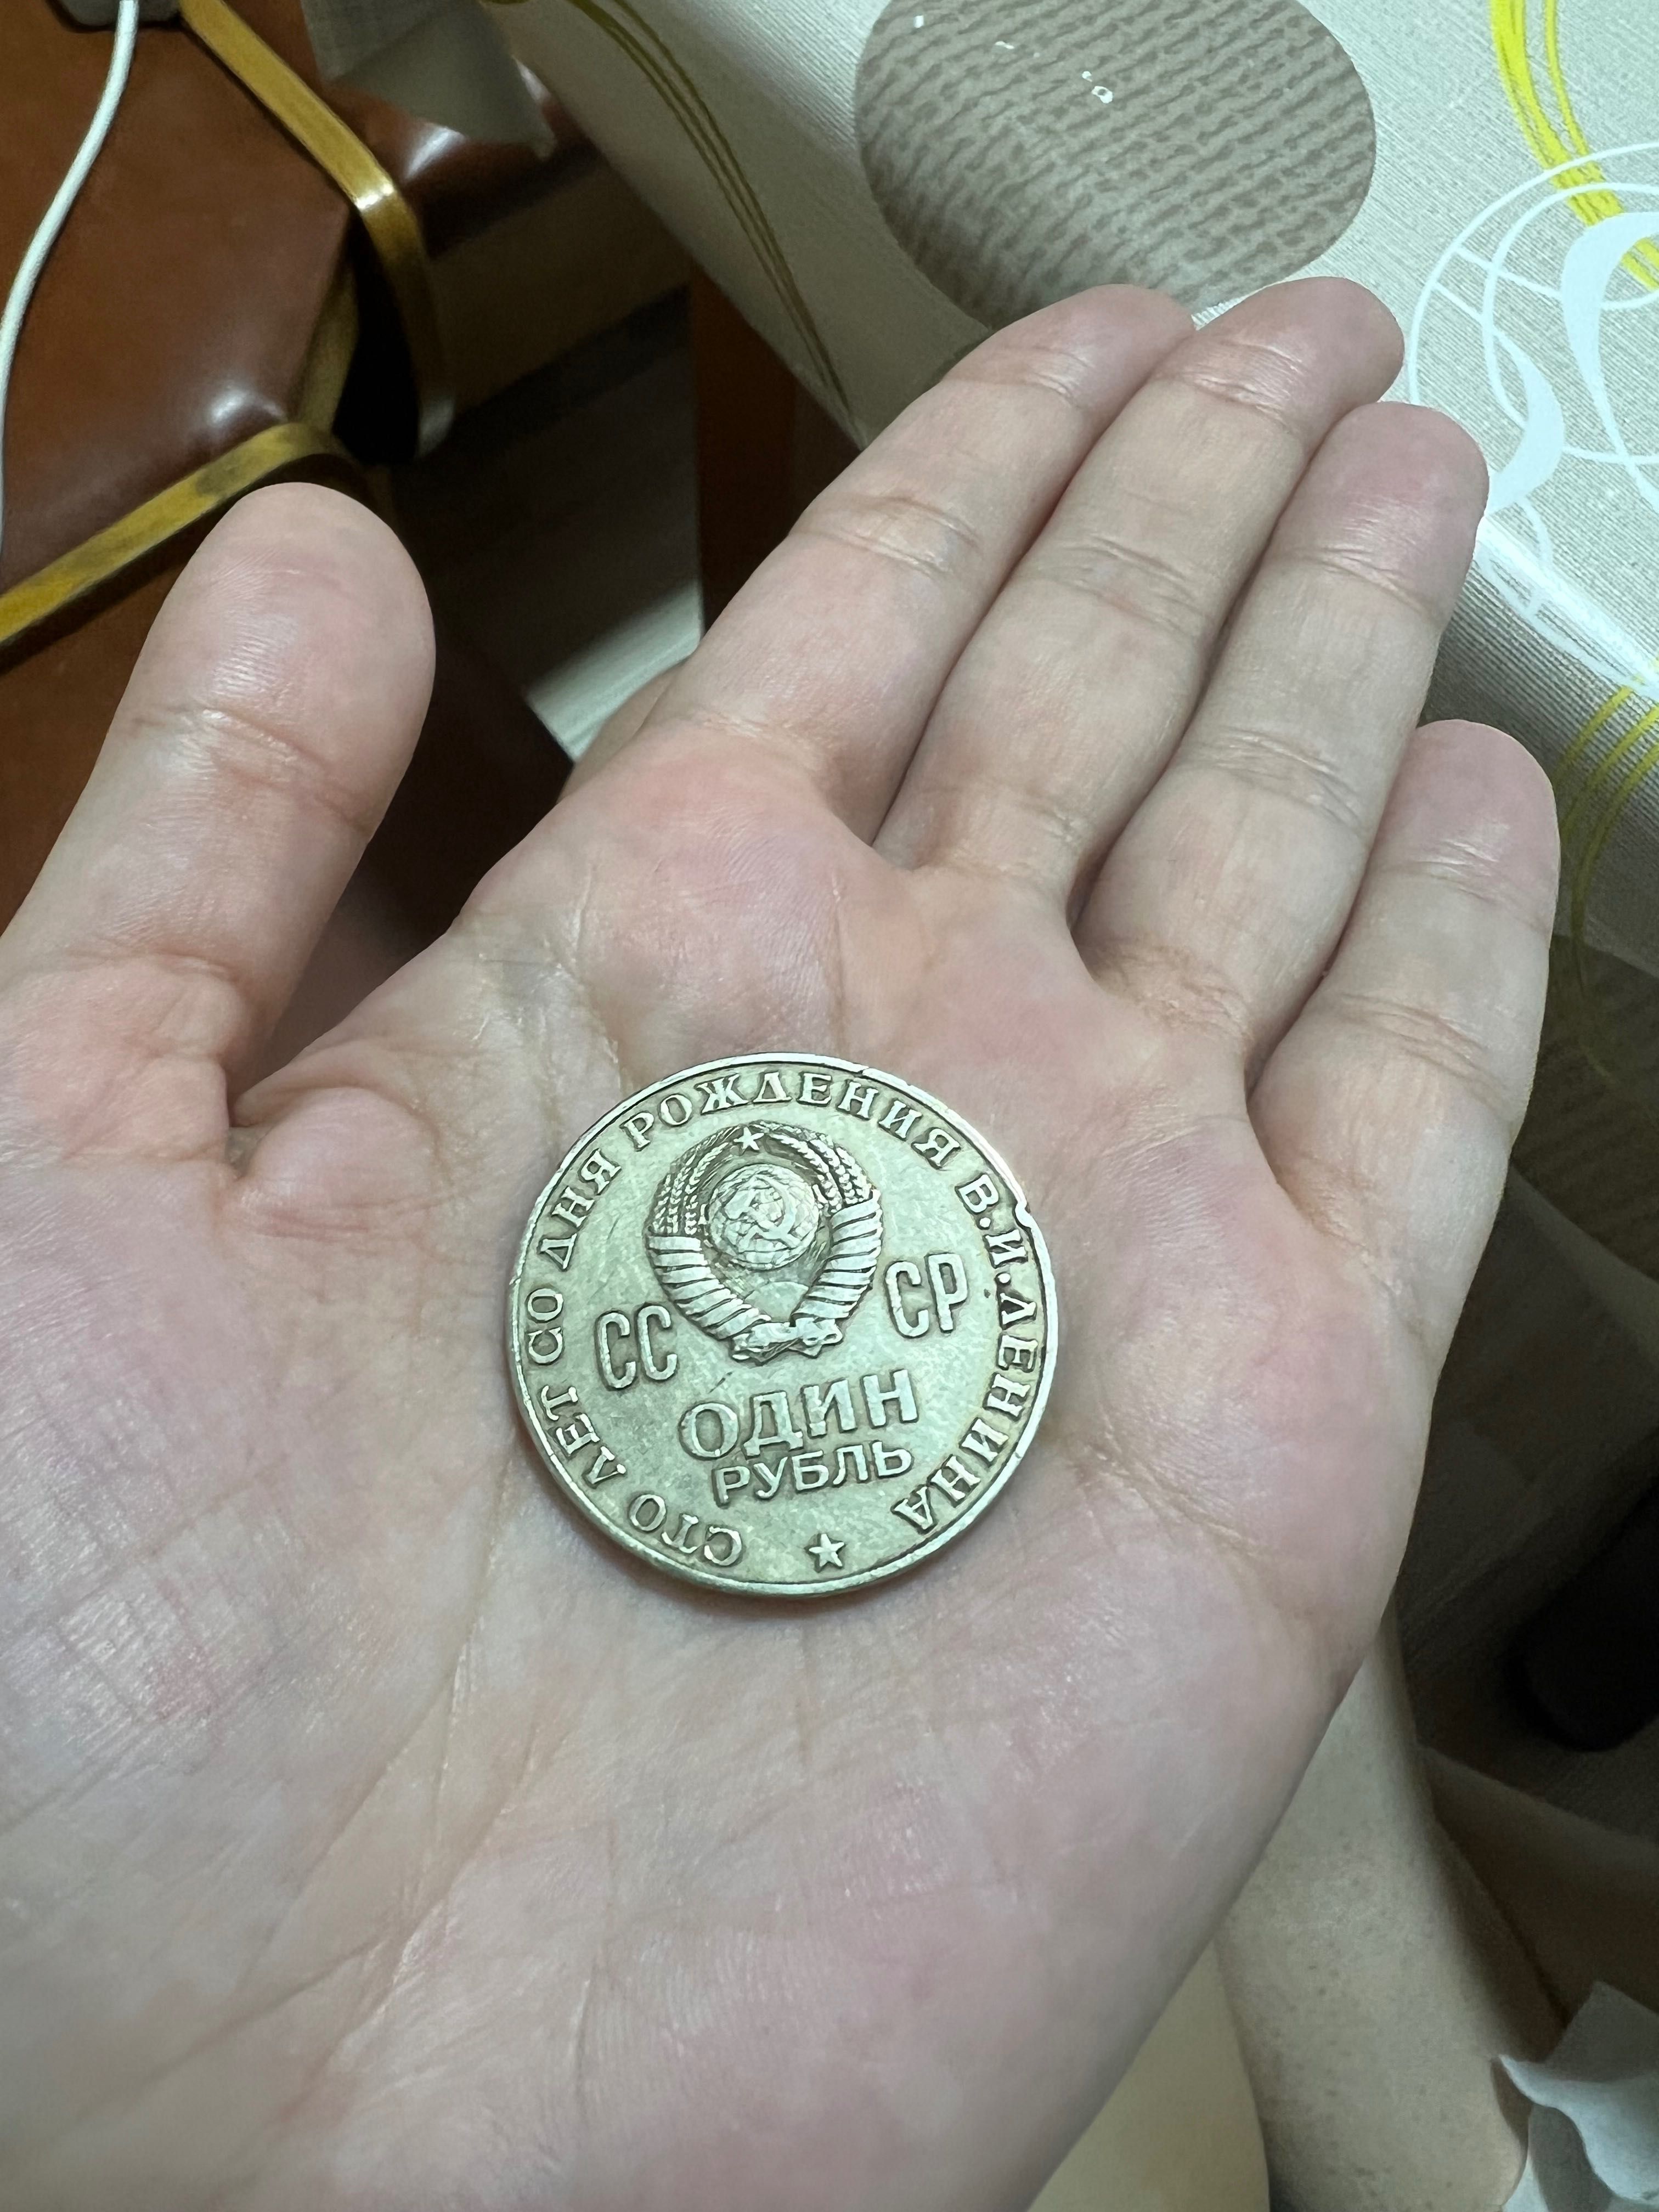 СТО ЛЕТ СО ДНЯ РОЖДЕНИЯ В.И.ЛЕНИНА
СС СР
ОДИН
РУБЛЬ